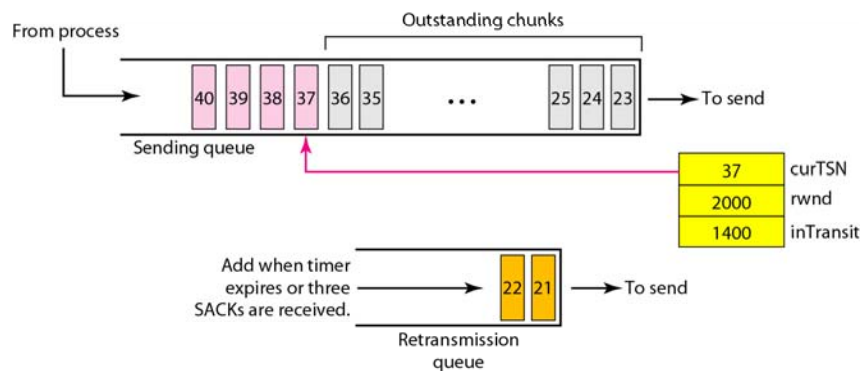 Outstanding chunks
From process
40 39 38 37 36 35 ... 25 24 23
To send
Sending queue
37 curTSN
2000 rwnd
1400 inTransit
Add when timer
expires or three
SACKs are received.
22 21
To send
Retransmission
queue